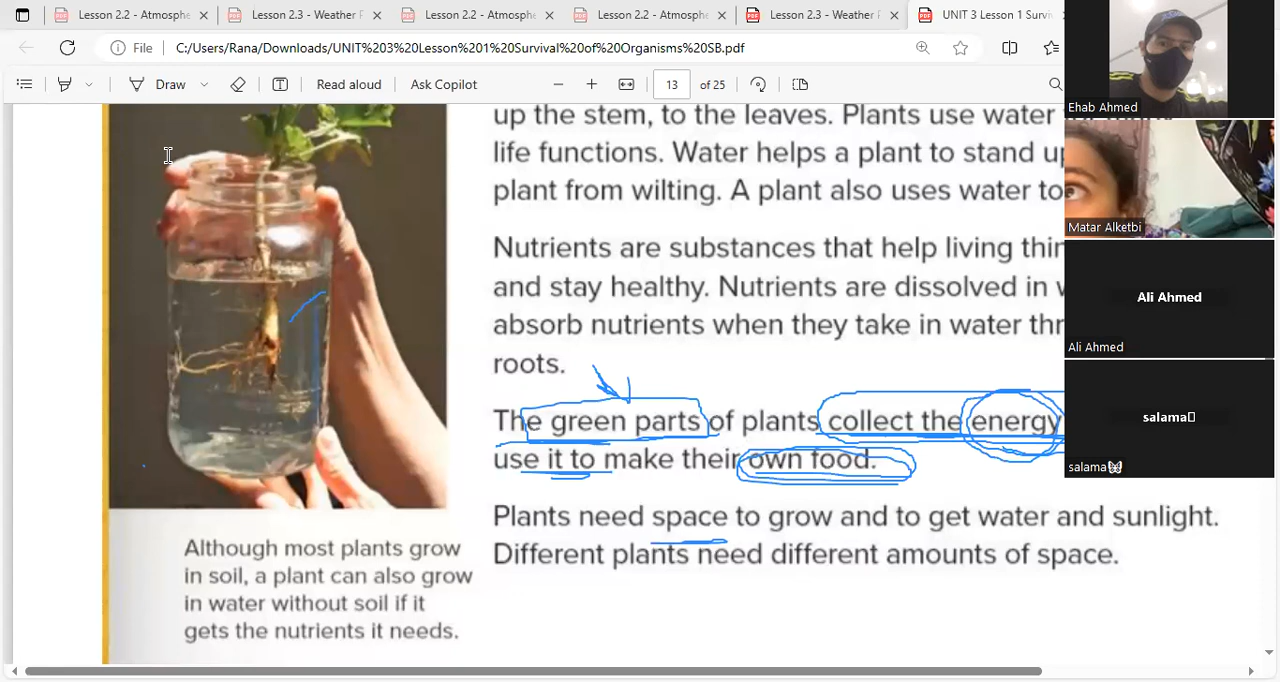 Lesson 2.2 - Atmosphe
Lesson 2.3 - Weather F
Lesson 2.2 - Atmosph
Lesson 2.2 - Atmosphe
Lesson 2.3 - Weather F
UNIT 3 Lesson 1 Surviv
File C:/Users/Rana/Downloads/UNIT%203%20Lesson%201%20Survival%20of%20Organisms%20SB.pdf
Draw Read aloud Ask Copilot 13 of 25
Ehab Ahmed
Matar Alketbi
Ali Ahmed
Ali Ahmed
salama
salama
up the stem, to the leaves. Plants use water
life functions. Water helps a plant to stand up
plant from wilting. A plant also uses water to
Nutrients are substances that help living thin
and stay healthy. Nutrients are dissolved in w
absorb nutrients when they take in water thr
roots.
The green parts of plants collect the energy
use it to make their own food.
Plants need space to grow and to get water and sunlight.
Different plants need different amounts of space.
Although most plants grow
in soil, a plant can also grow
in water without soil if it
gets the nutrients it needs.